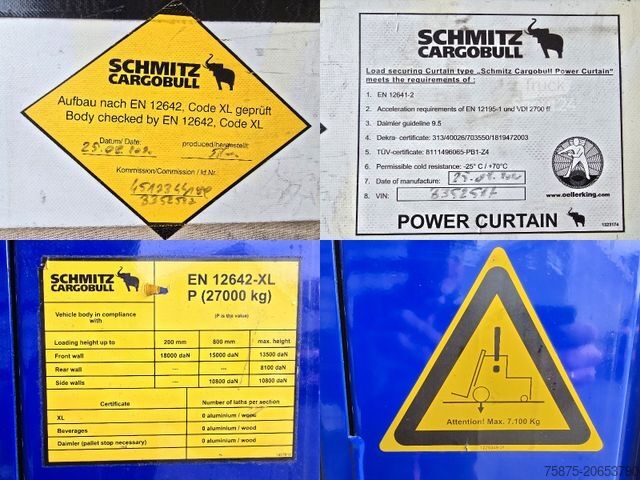 SCHMITZ
CARGOBULL
Aufbau nach EN 12642, Code XL geprüft
Body checked by EN 12642, Code XL
Datum/ Date: produced/hergestellt:
25.08.
Kommission/Commission / Id.Nr.
SCHMITZ
CARGOBULL
Load securing Curtain type „Schmitz Cargobull Power Curtain"
meets the requirements of :
1. EN 12641-2
2. Acceleration requirements of EN 12195-1 und VDI 2700 ff
3. Daimler guideline 9.5
4. Dekra- certificate: 313/40026/703550/1819472003
5. TÜV-certificate: 8111496065-PB1-Z4
6. Permissible cold resistance: -25° C / +70°C
7. Date of manufacture: 25.08.
8. VIN:
www.oellerking.com
POWER CURTAIN
1323174
SCHMITZ
CARGOBULL
EN 12642-XL
P (27000 kg)
Vehicle body in compliance
with
(P is the value)
Loading height up to 200 mm 800 mm max. height
Front wall 18000 daN 15000 daN 13500 daN
Rear wall --- --- 8100 daN
Side walls --- 10800 daN 10800 daN
Certificate Number of laths per section
XL 0 aluminium / wood
Beverages 0 aluminium / wood
Daimler (pallet stop necessary) 0 aluminium / wood
Attention! Max. 7.100 Kg